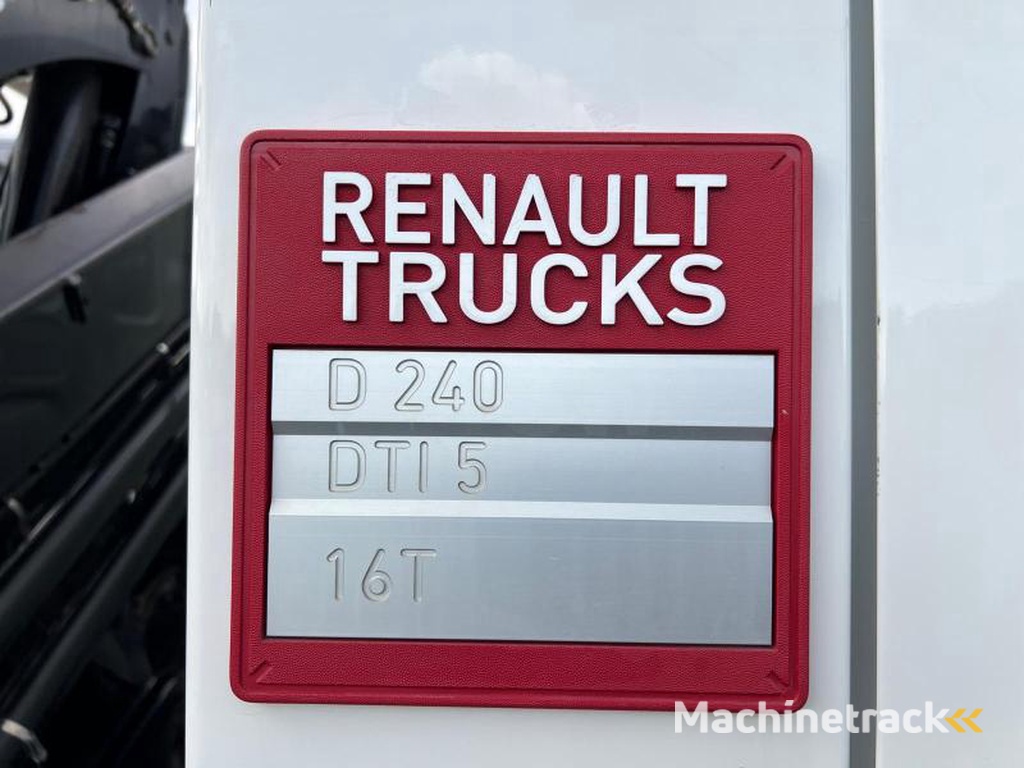 RENAULT
TRUCKS
D 240
DTI 5
16T
Machinetrack